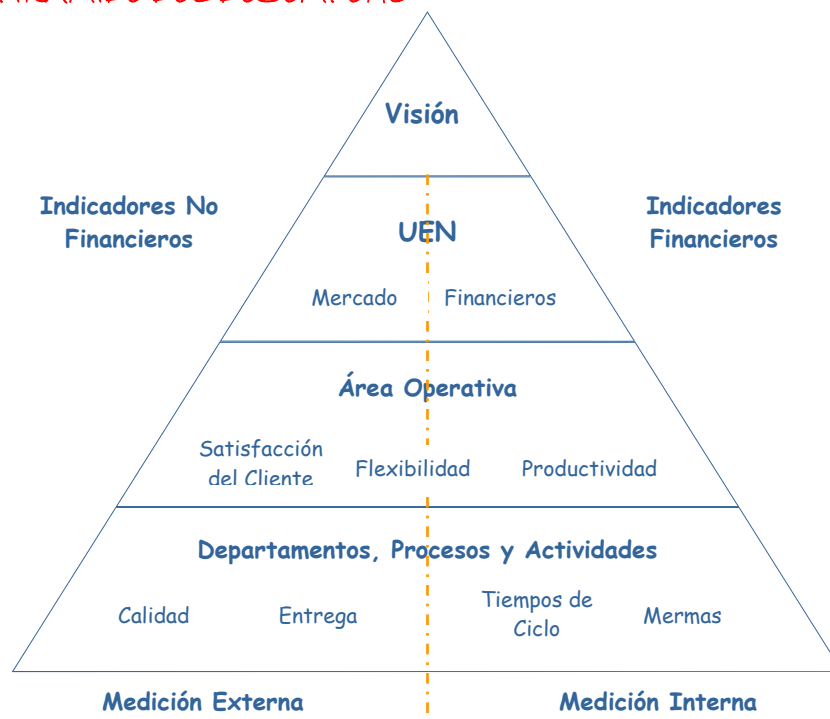 Visión
Indicadores No
Financieros
Indicadores
Financieros
UEN
Mercado
Financieros
Área Operativa
Satisfacción
del Cliente
Flexibilidad
Productividad
Departamentos, Procesos y Actividades
Calidad
Entrega
Tiempos de
Ciclo
Mermas
Medición Externa
Medición Interna